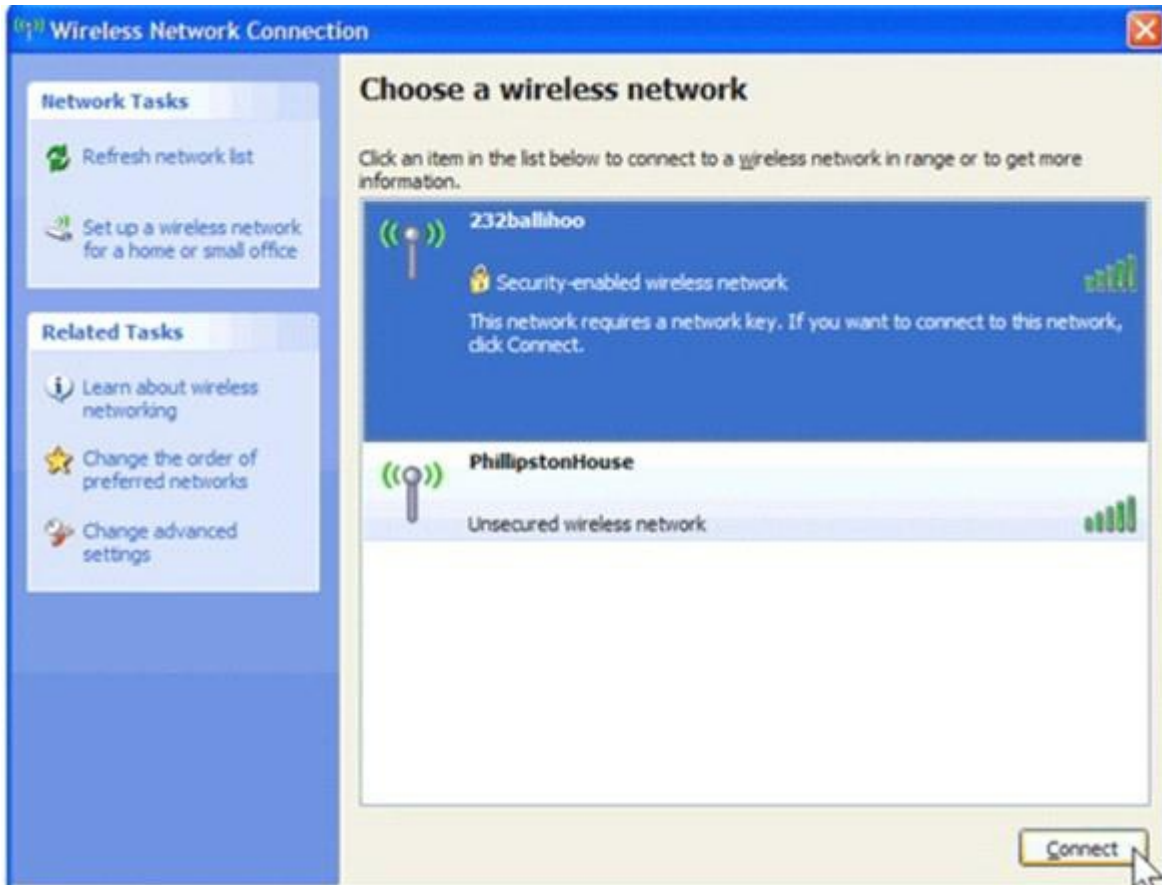 Wireless Network Connection
Network Tasks
Refresh network list
Set up a wireless network
for a home or small office
Related Tasks
Learn about wireless
networking
Change the order of
preferred networks
Change advanced
settings
Choose a wireless network
Click an item in the list below to connect to a wireless network in range or to get more
information.
232ballihoo
Security-enabled wireless network
This network requires a network key. If you want to connect to this network,
click Connect.
PhillipstonHouse
Unsecured wireless network
Connect